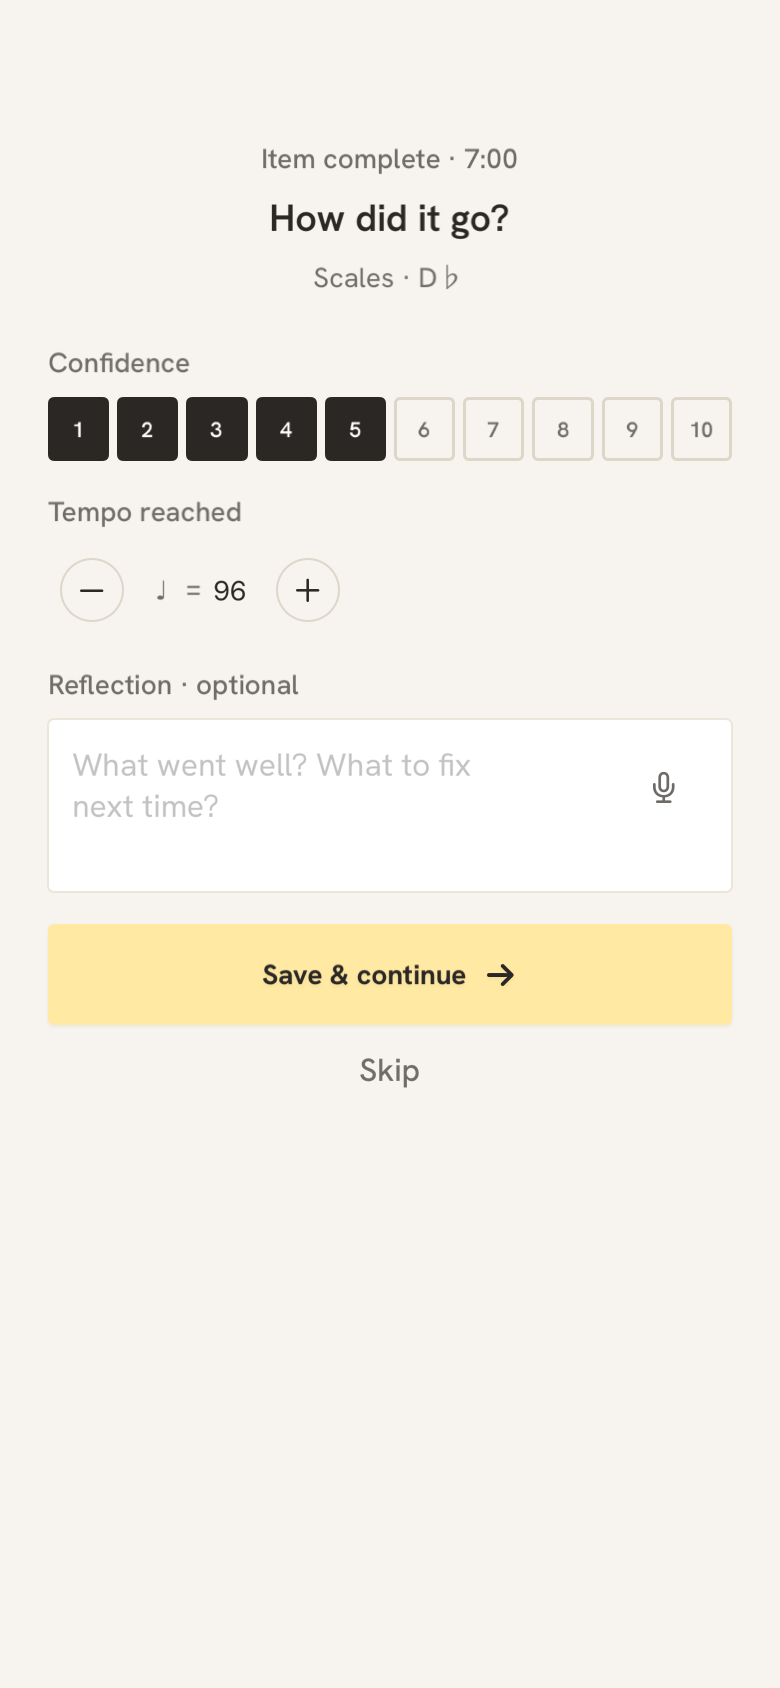 Item complete · 7:00
How did it go?
Scales · D♭
Confidence
1 2 3 4 5 6 7 8 9 10
Tempo reached
− ♩ = 96 +
Reflection · optional
What went well? What to fix
next time?
Save & continue →
Skip